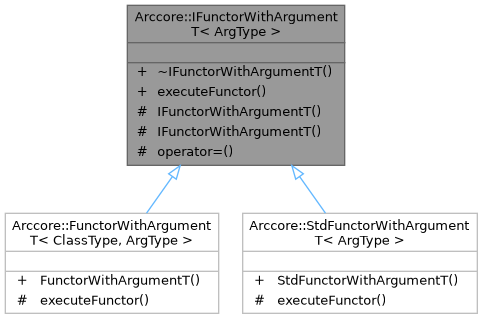 Arccore::IFunctorWithArgument
T< ArgType >
+ ~IFunctorWithArgumentT()
+ executeFunctor()
# IFunctorWithArgumentT()
# IFunctorWithArgumentT()
# operator=()
Arccore::FunctorWithArgument
T< ClassType, ArgType >
+ FunctorWithArgumentT()
# executeFunctor()
Arccore::StdFunctorWithArgument
T< ArgType >
+ StdFunctorWithArgumentT()
# executeFunctor()